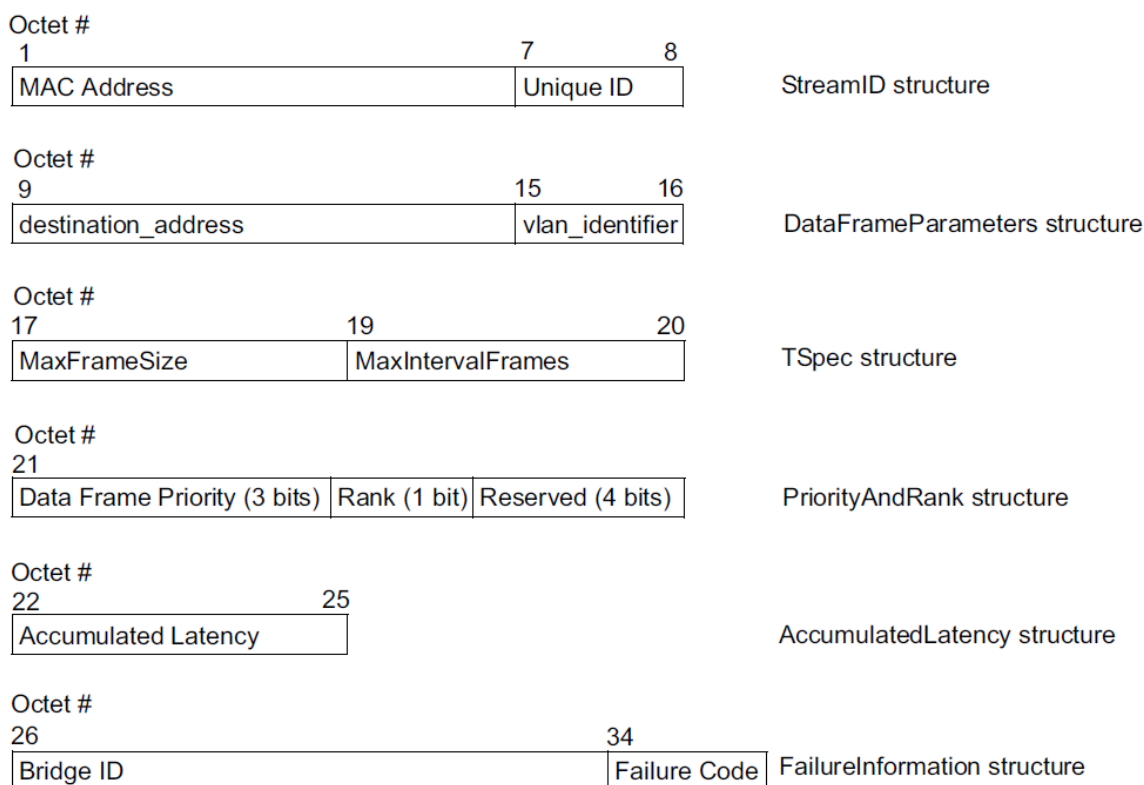 Octet #
1 7 8
MAC Address Unique ID StreamID structure
Octet #
9 15 16
destination_address vlan_identifier DataFrameParameters structure
Octet #
17 19 20
MaxFrameSize MaxIntervalFrames TSpec structure
Octet #
21
Data Frame Priority (3 bits) Rank (1 bit) Reserved (4 bits) PriorityAndRank structure
Octet #
22 25
Accumulated Latency AccumulatedLatency structure
Octet #
26 34
Bridge ID Failure Code FailureInformation structure